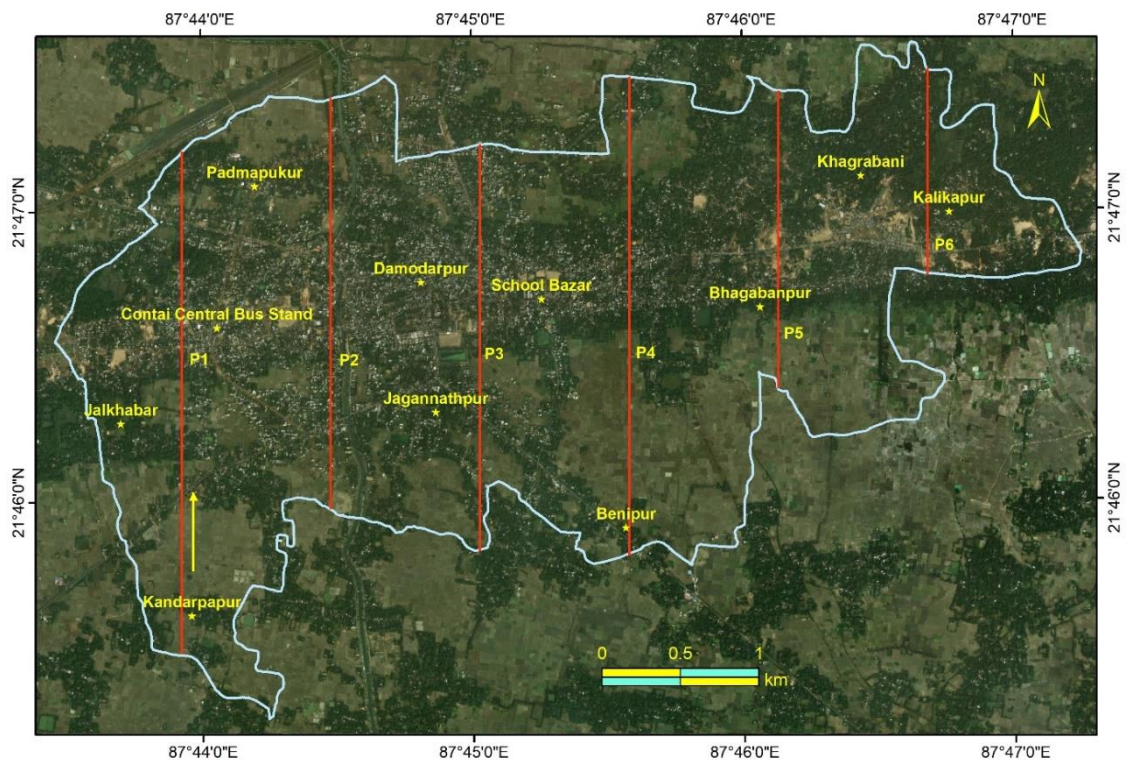 87°44'0"E 87°45'0"E 87°46'0"E 87°47'0"E
N
Khagrabani
Padmapukur
Kalikapur
21°47'0"N
21°47'0"N
P6
Damodarpur
School Bazar
Bhagabanpur
Contai Central Bus Stand
P5
P1
P2
P3
P4
Jagannathpur
Jalkhabar
21°46'0"N
21°46'0"N
Benipur
Kandarpapur
0 0.5 1
km
87°44'0"E 87°45'0"E 87°46'0"E 87°47'0"E